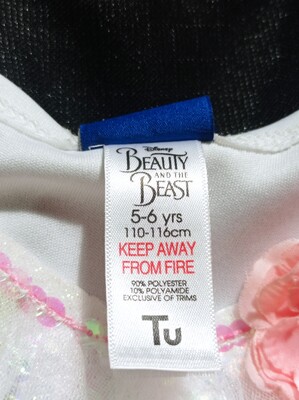 Disney
BEAUTY
AND THE
BEAST
5-6 yrs
110-116cm
KEEP AWAY
FROM FIRE
90% POLYESTER
10% POLYAMIDE
EXCLUSIVE OF TRIMS
Tu